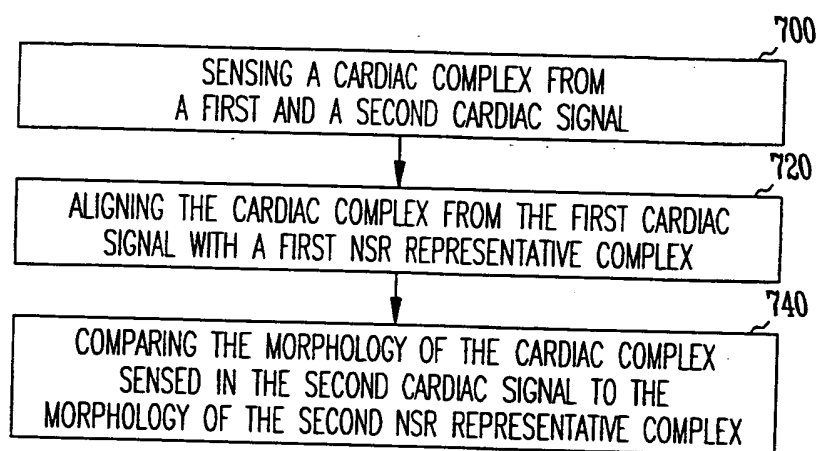 700
SENSING A CARDIAC COMPLEX FROM
A FIRST AND A SECOND CARDIAC SIGNAL
720
ALIGNING THE CARDIAC COMPLEX FROM THE FIRST CARDIAC
SIGNAL WITH A FIRST NSR REPRESENTATIVE COMPLEX
740
COMPARING THE MORPHOLOGY OF THE CARDIAC COMPLEX
SENSED IN THE SECOND CARDIAC SIGNAL TO THE
MORPHOLOGY OF THE SECOND NSR REPRESENTATIVE COMPLEX